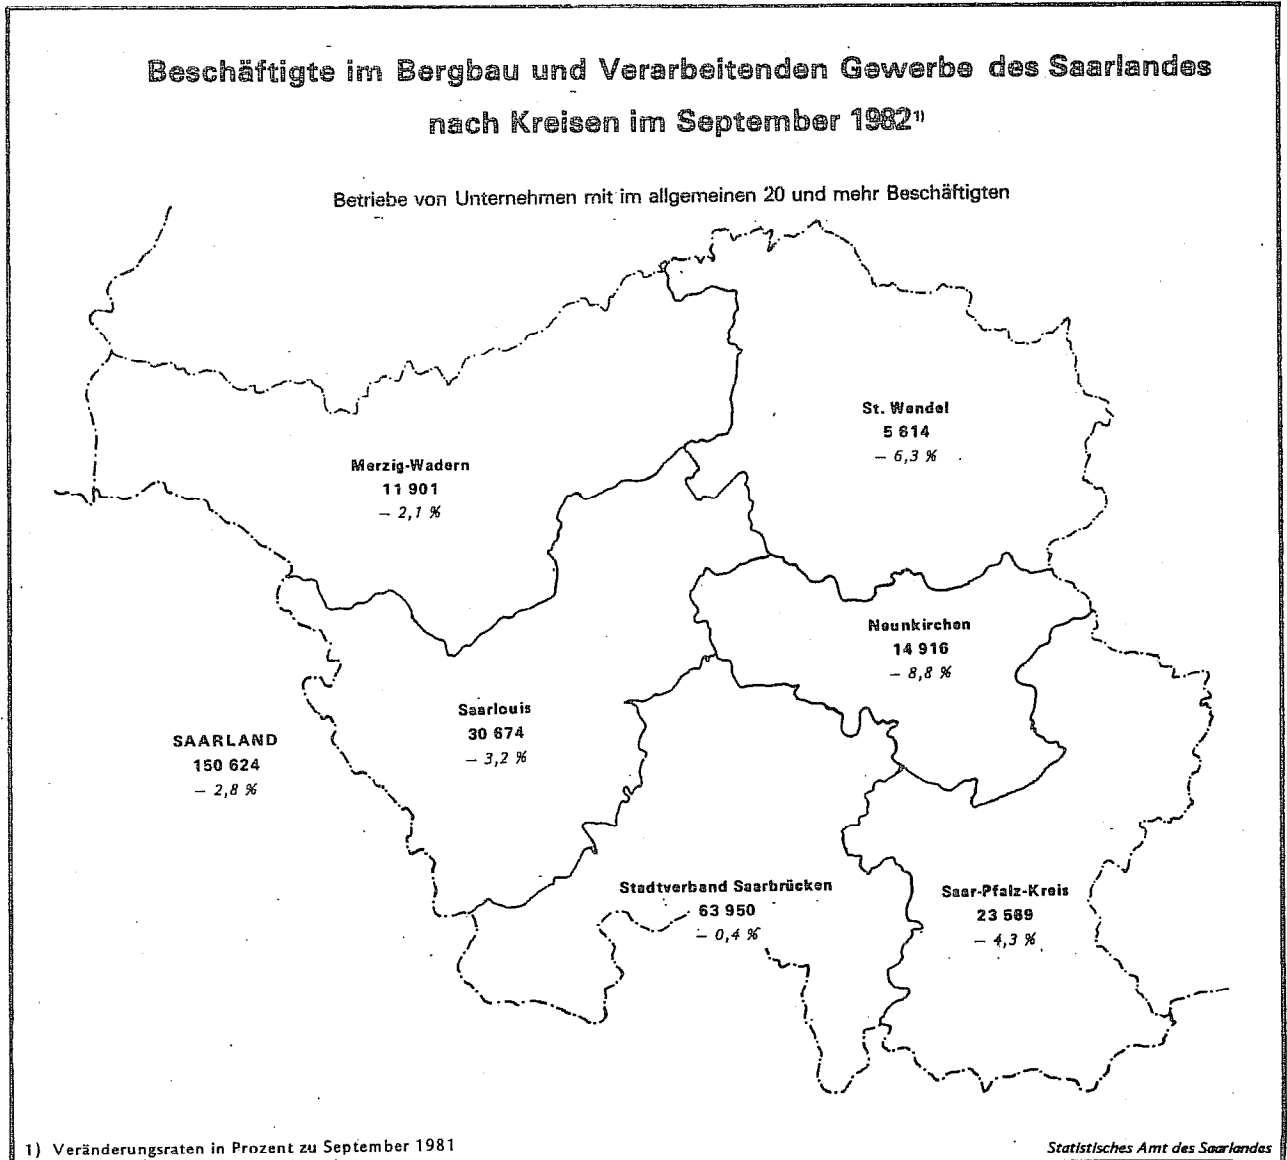 Beschäftigte im Bergbau und Verarbeitenden Gewerbe des Saarlandes
nach Kreisen im September 1982¹⁾
Betriebe von Unternehmen mit im allgemeinen 20 und mehr Beschäftigten
St. Wendel
5 614
– 6,3 %
Merzig-Wadern
11 901
– 2,1 %
Neunkirchen
14 916
– 8,8 %
Saarlouis
30 674
– 3,2 %
SAARLAND
150 624
– 2,8 %
Stadtverband Saarbrücken
63 950
– 0,4 %
Saar-Pfalz-Kreis
23 569
– 4,3 %
1) Veränderungsraten in Prozent zu September 1981
Statistisches Amt des Saarlandes